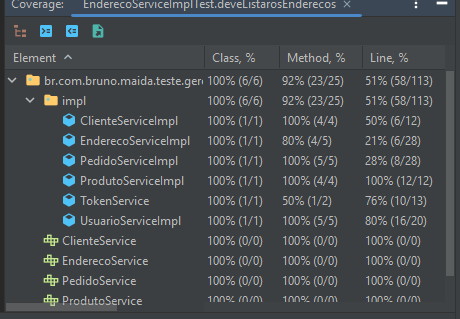 Coverage: EnderecoServiceImplTest.deveListarosEnderecos ×
Element Class, % Method, % Line, %
br.com.bruno.maida.teste.ger 100% (6/6) 92% (23/25) 51% (58/113)
impl 100% (6/6) 92% (23/25) 51% (58/113)
ClienteServiceImpl 100% (1/1) 100% (4/4) 50% (6/12)
EnderecoServiceImpl 100% (1/1) 80% (4/5) 21% (6/28)
PedidoServiceImpl 100% (1/1) 100% (5/5) 28% (8/28)
ProdutoServiceImpl 100% (1/1) 100% (4/4) 100% (12/12)
TokenService 100% (1/1) 50% (1/2) 76% (10/13)
UsuarioServiceImpl 100% (1/1) 100% (5/5) 80% (16/20)
ClienteService 100% (0/0) 100% (0/0) 100% (0/0)
EnderecoService 100% (0/0) 100% (0/0) 100% (0/0)
PedidoService 100% (0/0) 100% (0/0) 100% (0/0)
ProdutoService 100% (0/0) 100% (0/0) 100% (0/0)